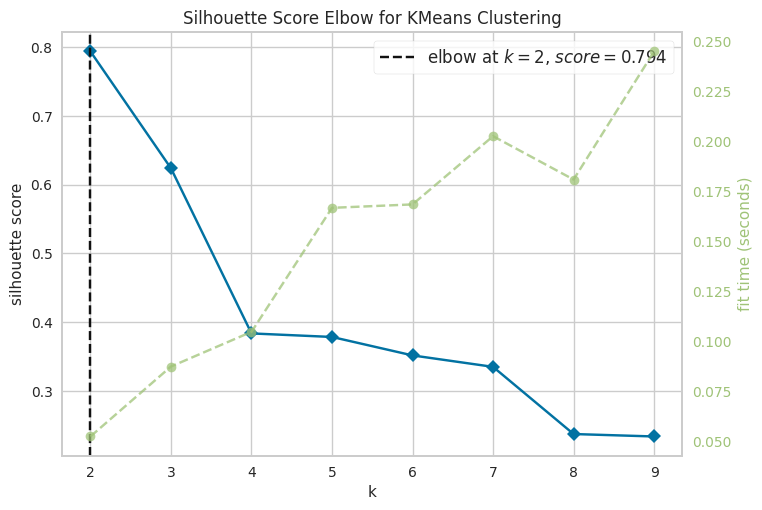 Silhouette Score Elbow for KMeans Clustering
elbow at k = 2, score = 0.794
0.8
0.7
0.6
0.5
0.4
0.3
silhouette score
0.250
0.225
0.200
0.175
0.150
0.125
0.100
0.075
0.050
fit time (seconds)
2 3 4 5 6 7 8 9
k